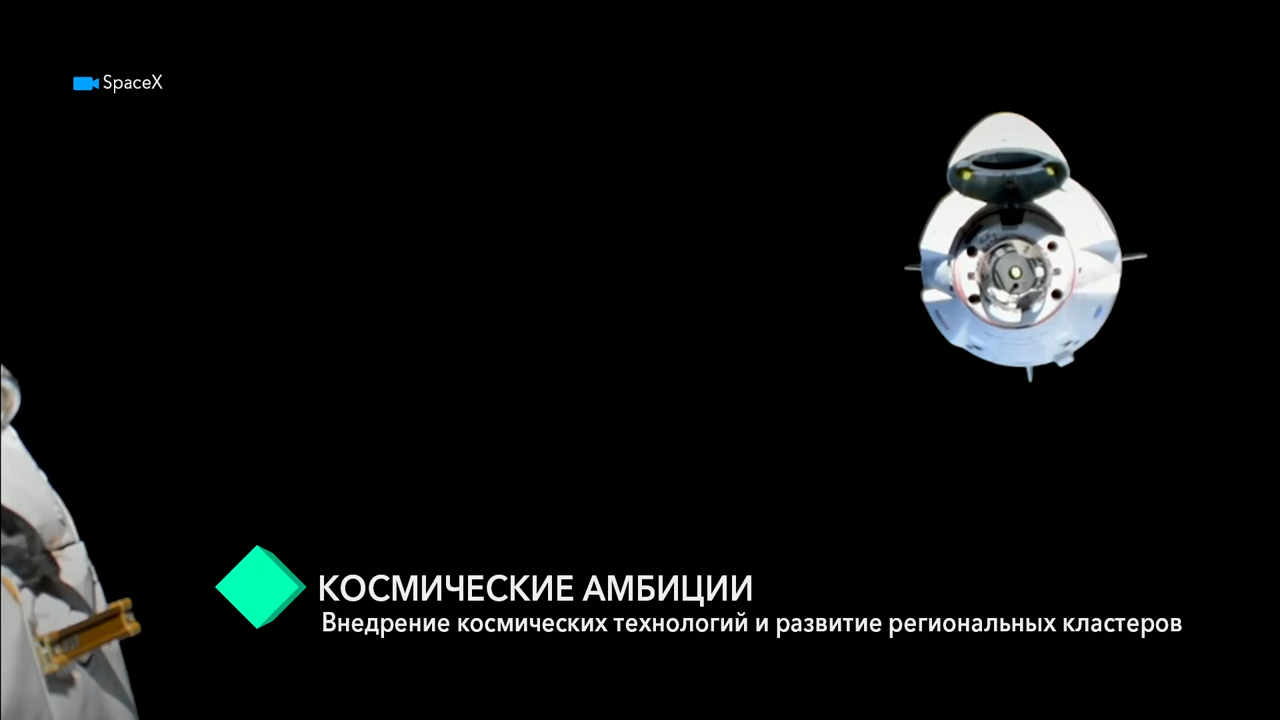 SpaceX
КОСМИЧЕСКИЕ АМБИЦИИ
Внедрение космических технологий и развитие региональных кластеров